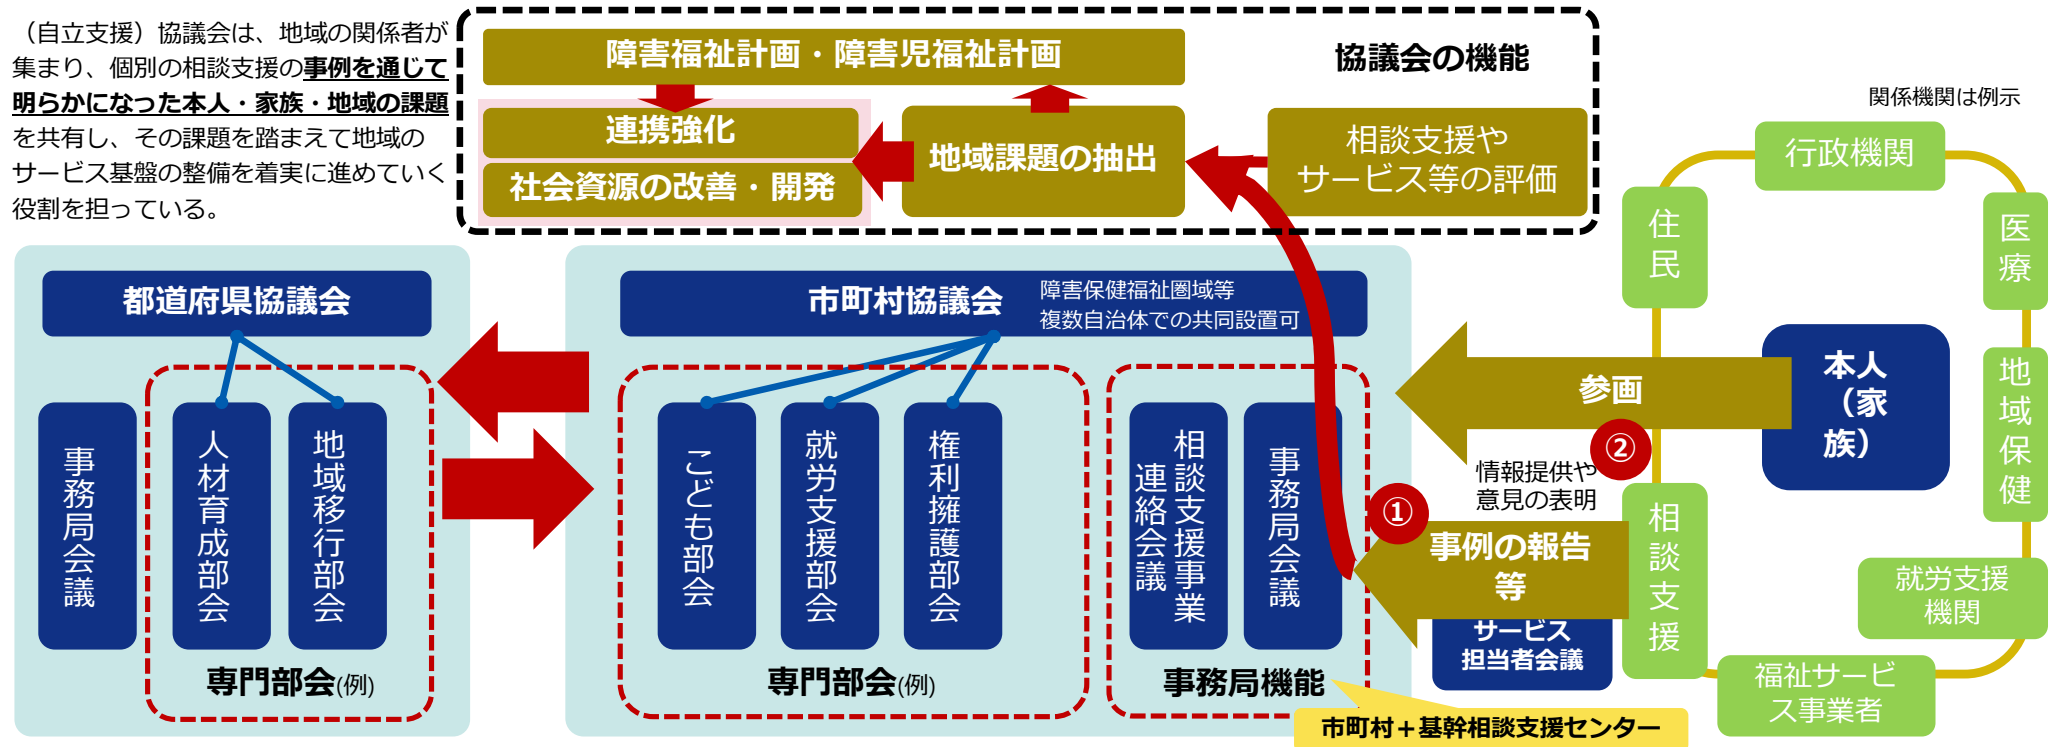 （自立支援）協議会は、地域の関係者が
集まり、個別の相談支援の事例を通じて
明らかになった本人・家族・地域の課題
を共有し、その課題を踏まえて地域の
サービス基盤の整備を着実に進めていく
役割を担っている。
障害福祉計画・障害児福祉計画
協議会の機能
連携強化
社会資源の改善・開発
地域課題の抽出
相談支援や
サービス等の評価
関係機関は例示
行政機関
住民
医療
地域保健
就労支援
機関
福祉サービ
ス事業者
相談支援
本人
（家
族）
都道府県協議会
事務局会議
人材育成部会
地域移行部会
専門部会(例)
市町村協議会
障害保健福祉圏域等
複数自治体での共同設置可
こども部会
就労支援部会
権利擁護部会
専門部会(例)
相談支援事業
連絡会議
事務局会議
事務局機能
市町村＋基幹相談支援センター
参画
②
情報提供や
意見の表明
①
事例の報告
等
サービス
担当者会議